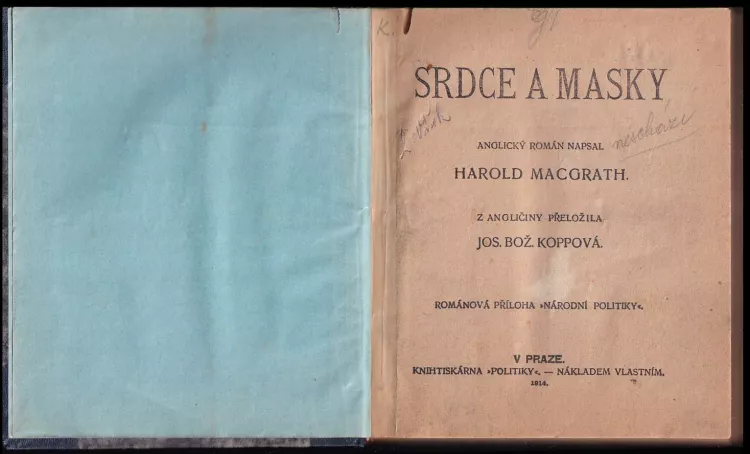 K.
SRDCE A MASKY
neschází
ANGLICKÝ ROMÁN NAPSAL
HAROLD MACGRATH.
Z ANGLIČINY PŘELOŽILA
JOS. BOŽ. KOPPOVÁ.
ROMÁNOVÁ PŘÍLOHA »NÁRODNÍ POLITIKY«.
V PRAZE.
KNIHTISKÁRNA »POLITIKY«. — NÁKLADEM VLASTNÍM.
1914.